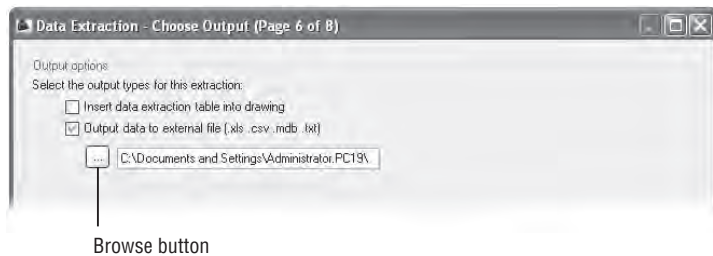 Data Extraction - Choose Output (Page 6 of 8)
Output options
Select the output types for this extraction:
Insert data extraction table into drawing
Output data to external file (.xls .csv .mdb .txt)
... C:\Documents and Settings\Administrator.PC19\
Browse button